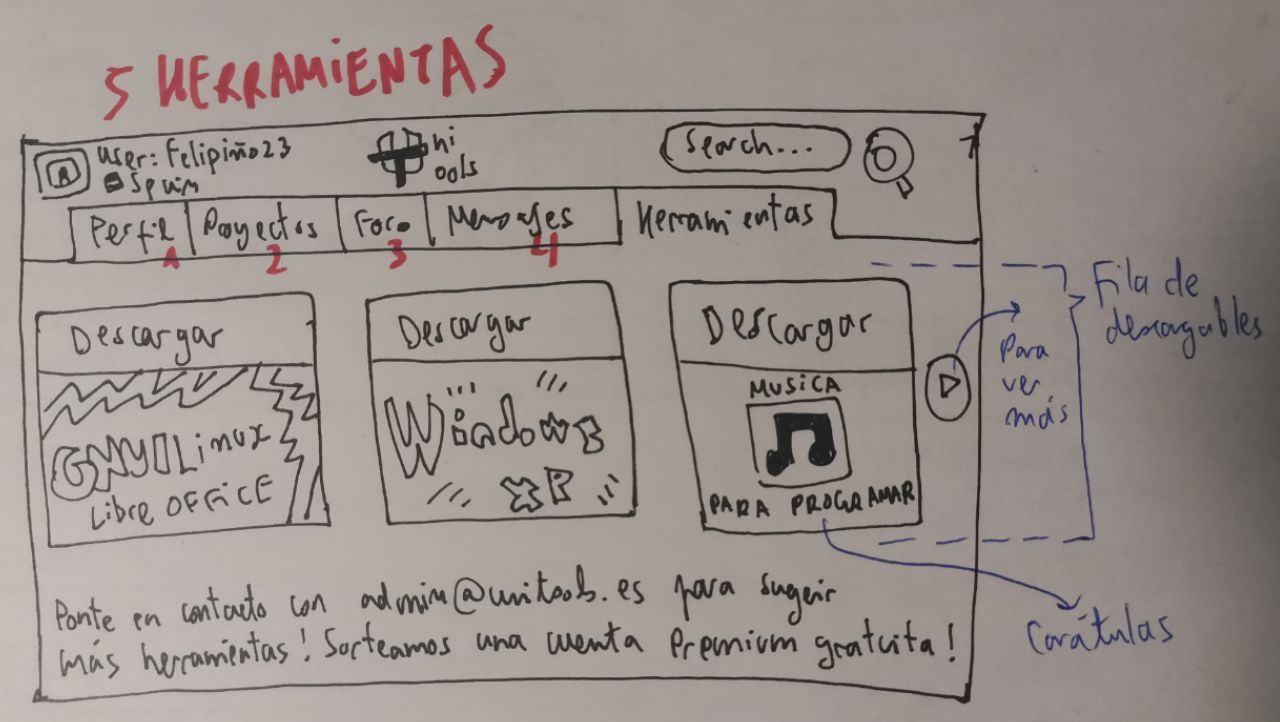 5 HERRAMiENTAS
user: Felipiño23
Spain
Uni
Tools
Search...
Perfil Proyectos Foro Mensajes Herramientas
1 2 3 4
Descargar Descargar Descargar
GNU Linux
Libre OFFiCE
Windows
XP
MUSiCA
PARA PROGRAMAR
Para
ver
más
Fila de
descargables
Carátulas
Ponte en contacto con admin@unitools.es para sugerir
más herramientas! Sorteamos una cuenta Premium gratuita!